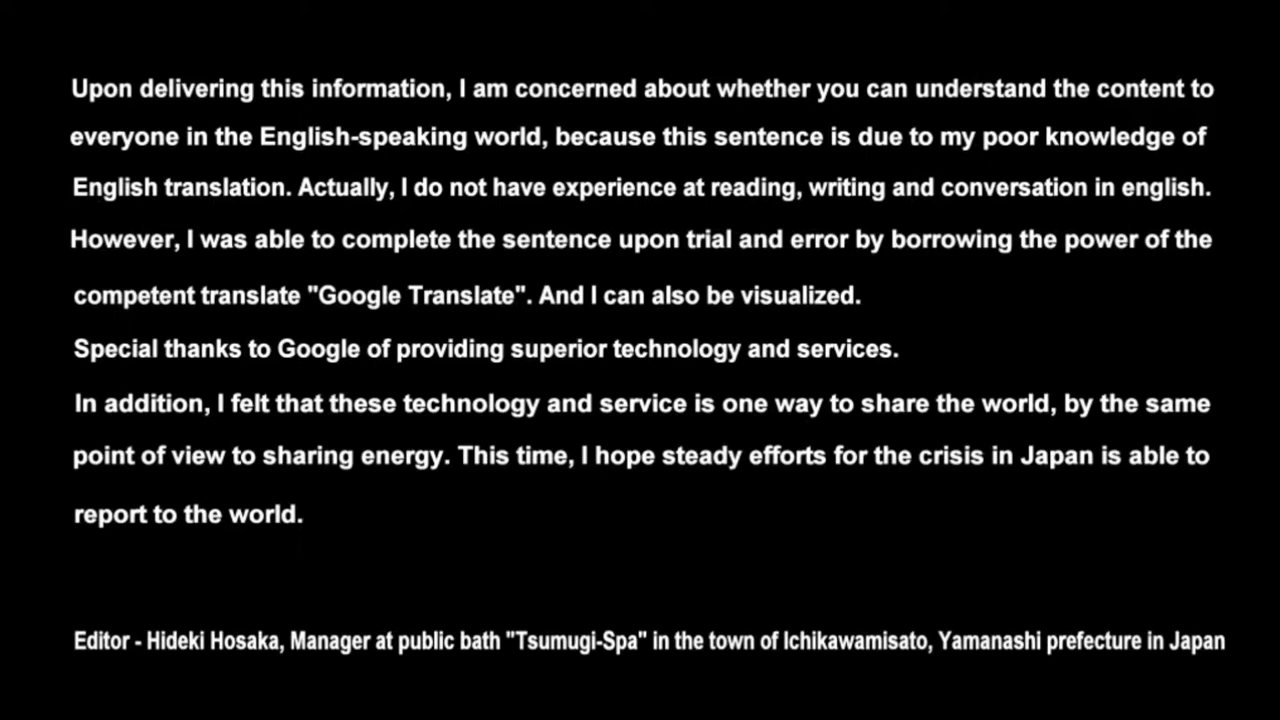 Upon delivering this information, I am concerned about whether you can understand the content to
everyone in the English-speaking world, because this sentence is due to my poor knowledge of
English translation. Actually, I do not have experience at reading, writing and conversation in english.
However, I was able to complete the sentence upon trial and error by borrowing the power of the
competent translate "Google Translate". And I can also be visualized.
Special thanks to Google of providing superior technology and services.
In addition, I felt that these technology and service is one way to share the world, by the same
point of view to sharing energy. This time, I hope steady efforts for the crisis in Japan is able to
report to the world.
Editor - Hideki Hosaka, Manager at public bath "Tsumugi-Spa" in the town of Ichikawamisato, Yamanashi prefecture in Japan